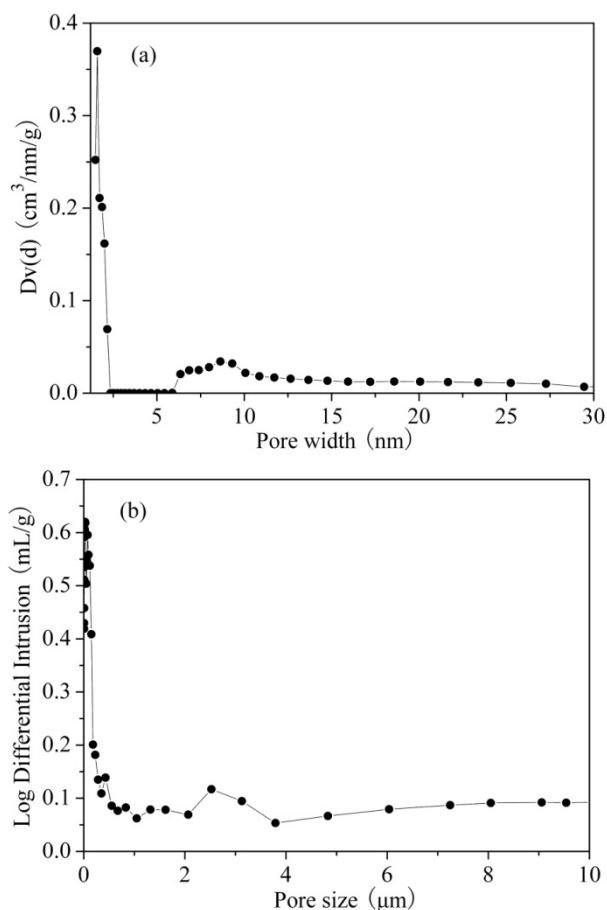 (a)
Dv(d) (cm³/nm/g)
0.4
0.3
0.2
0.1
0.0
5 10 15 20 25 30
Pore width (nm)
(b)
Log Differential Intrusion (mL/g)
0.7
0.6
0.5
0.4
0.3
0.2
0.1
0.0
0 2 4 6 8 10
Pore size (μm)